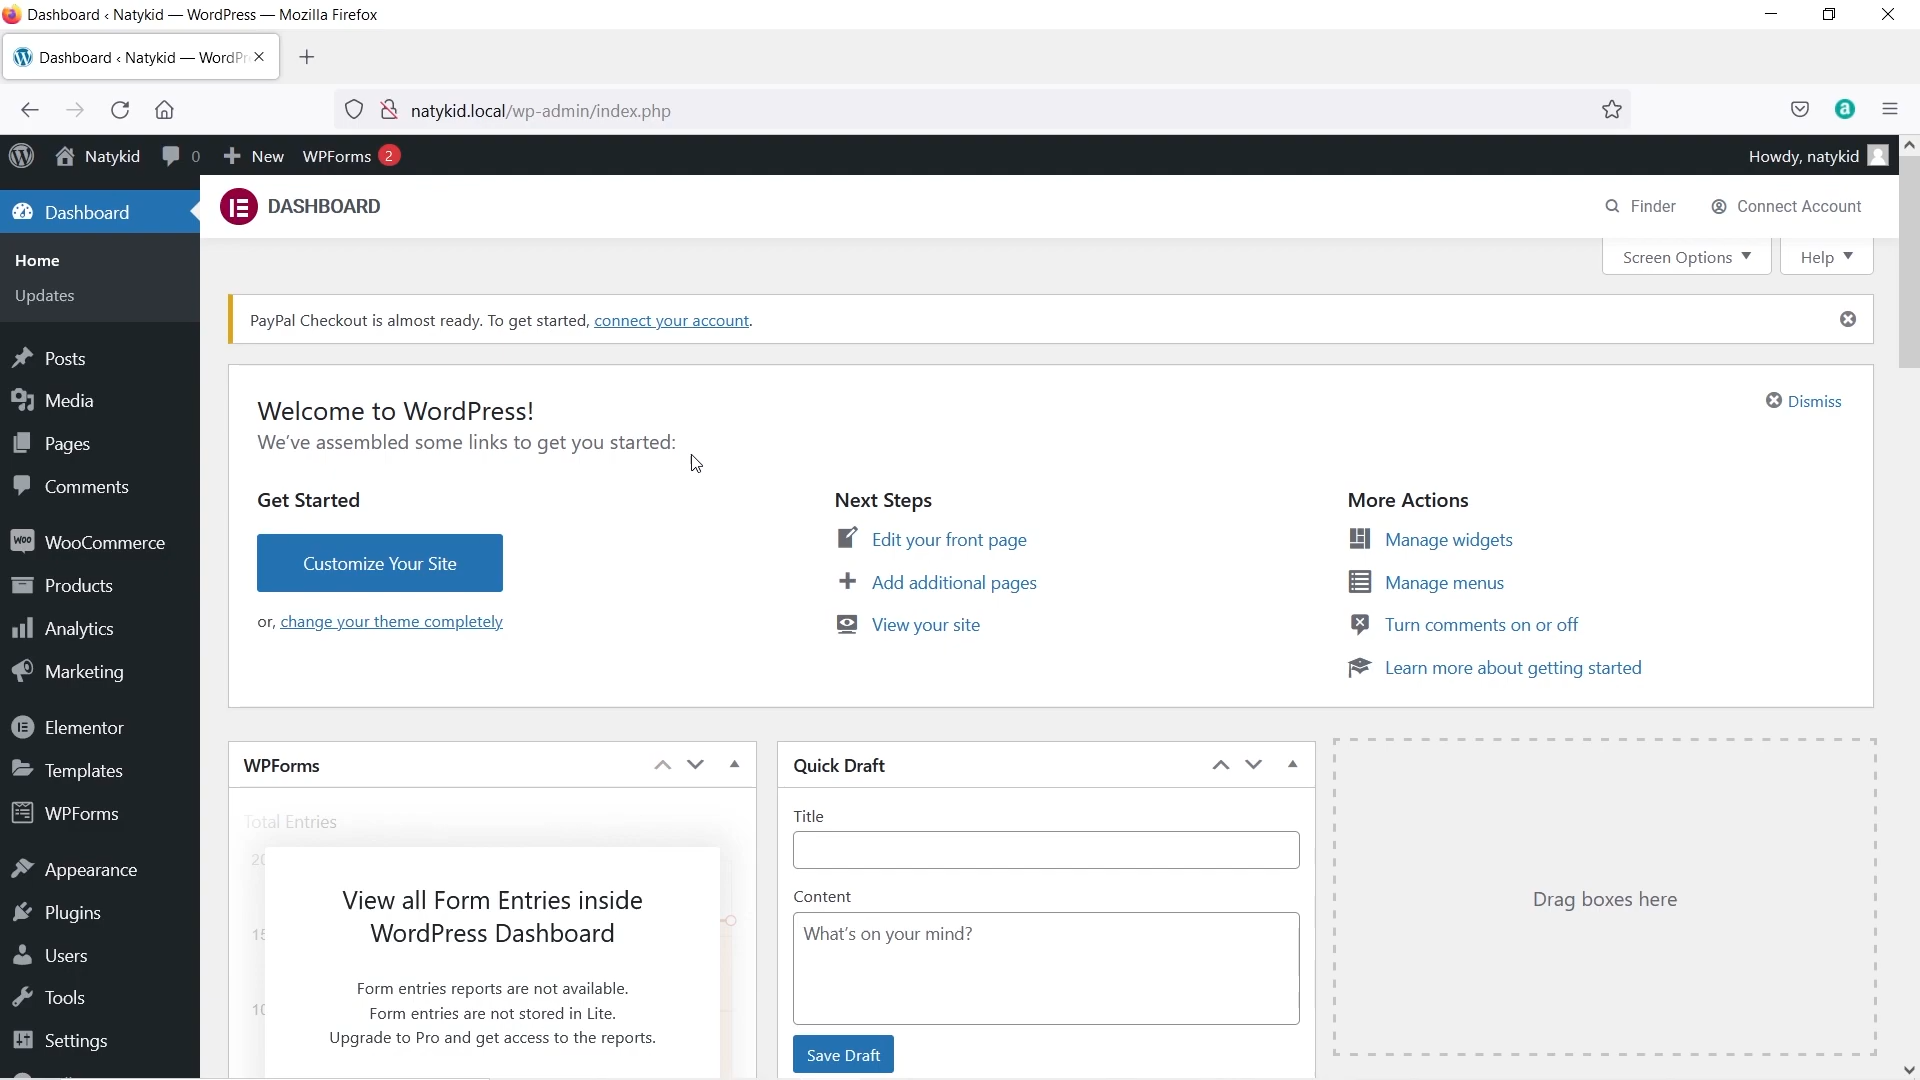 Dashboard ‹ Natykid — WordPress — Mozilla Firefox
Dashboard ‹ Natykid — WordPr
natykid.local/wp-admin/index.php
Natykid 0 New WPForms 2
Howdy, natykid
DASHBOARD
Finder
Connect Account
Screen Options
Help
Dashboard
Home
Updates
Posts
Media
Pages
Comments
WooCommerce
Products
Analytics
Marketing
Elementor
Templates
WPForms
Appearance
Plugins
Users
Tools
Settings
PayPal Checkout is almost ready. To get started, connect your account.
Welcome to WordPress!
We’ve assembled some links to get you started:
Dismiss
Get Started
Customize Your Site
or, change your theme completely
Next Steps
Edit your front page
Add additional pages
View your site
More Actions
Manage widgets
Manage menus
Turn comments on or off
Learn more about getting started
WPForms
Total Entries
View all Form Entries inside
WordPress Dashboard
Form entries reports are not available.
Form entries are not stored in Lite.
Upgrade to Pro and get access to the reports.
Quick Draft
Title
Content
What’s on your mind?
Save Draft
Drag boxes here